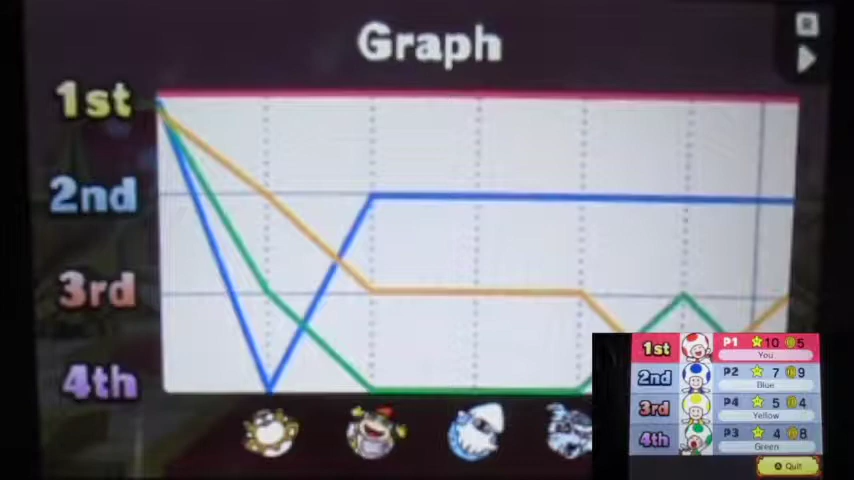 Graph
R
1st
2nd
3rd
4th
1st P1 10 5
You
2nd P2 7 9
Blue
3rd P4 5 4
Yellow
4th P3 4 8
Green
A Quit